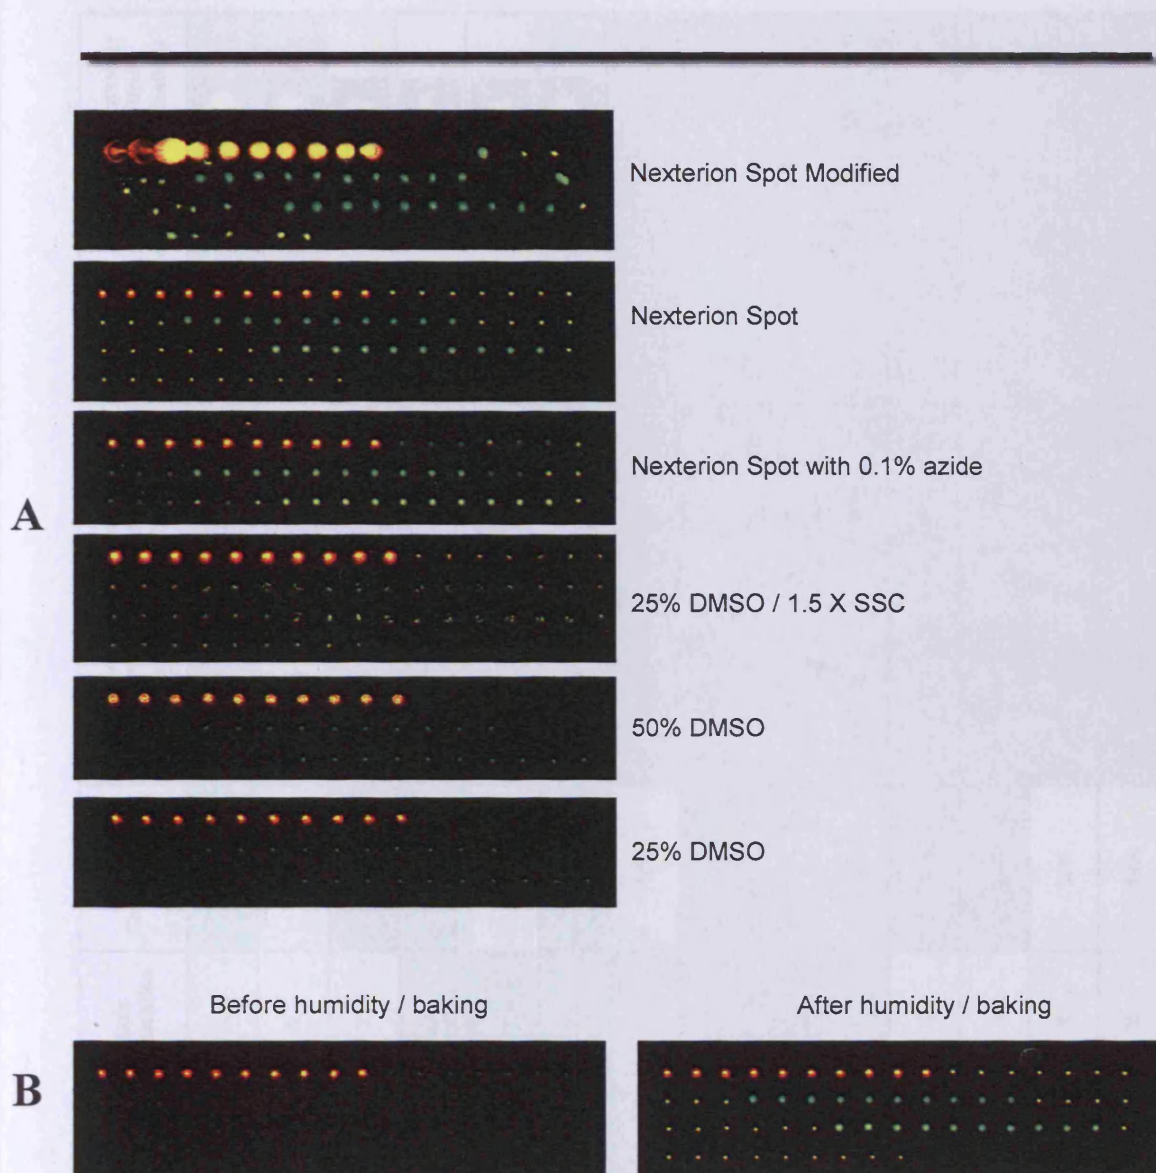 Nexterion Spot Modified
Nexterion Spot
Nexterion Spot with 0.1% azide
A
25% DMSO / 1.5 X SSC
50% DMSO
25% DMSO
Before humidity / baking
After humidity / baking
B